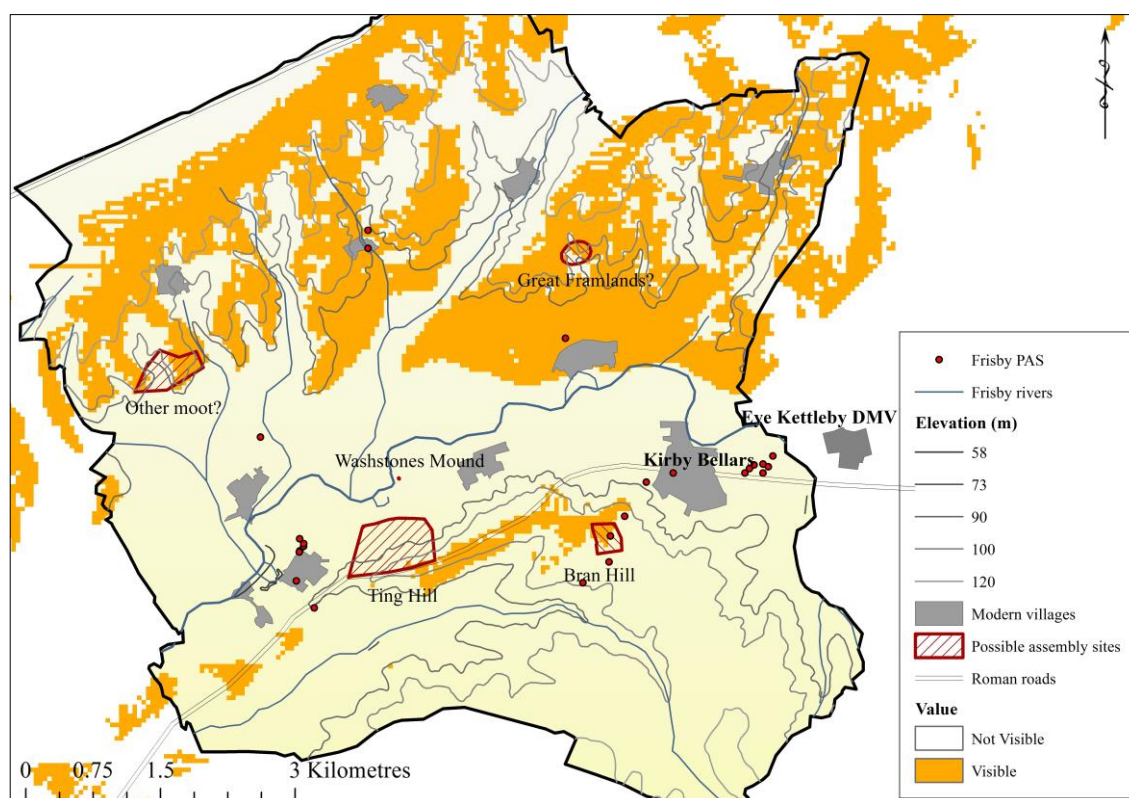 Great Framlands?
Other moot?
Washstones Mound
Eye Kettleby DMV
Kirby Bellars
Ting Hill
Bran Hill
0 0.75 1.5 3 Kilometres
Frisby PAS
Frisby rivers
Elevation (m)
58
73
90
100
120
Modern villages
Possible assembly sites
Roman roads
Value
Not Visible
Visible